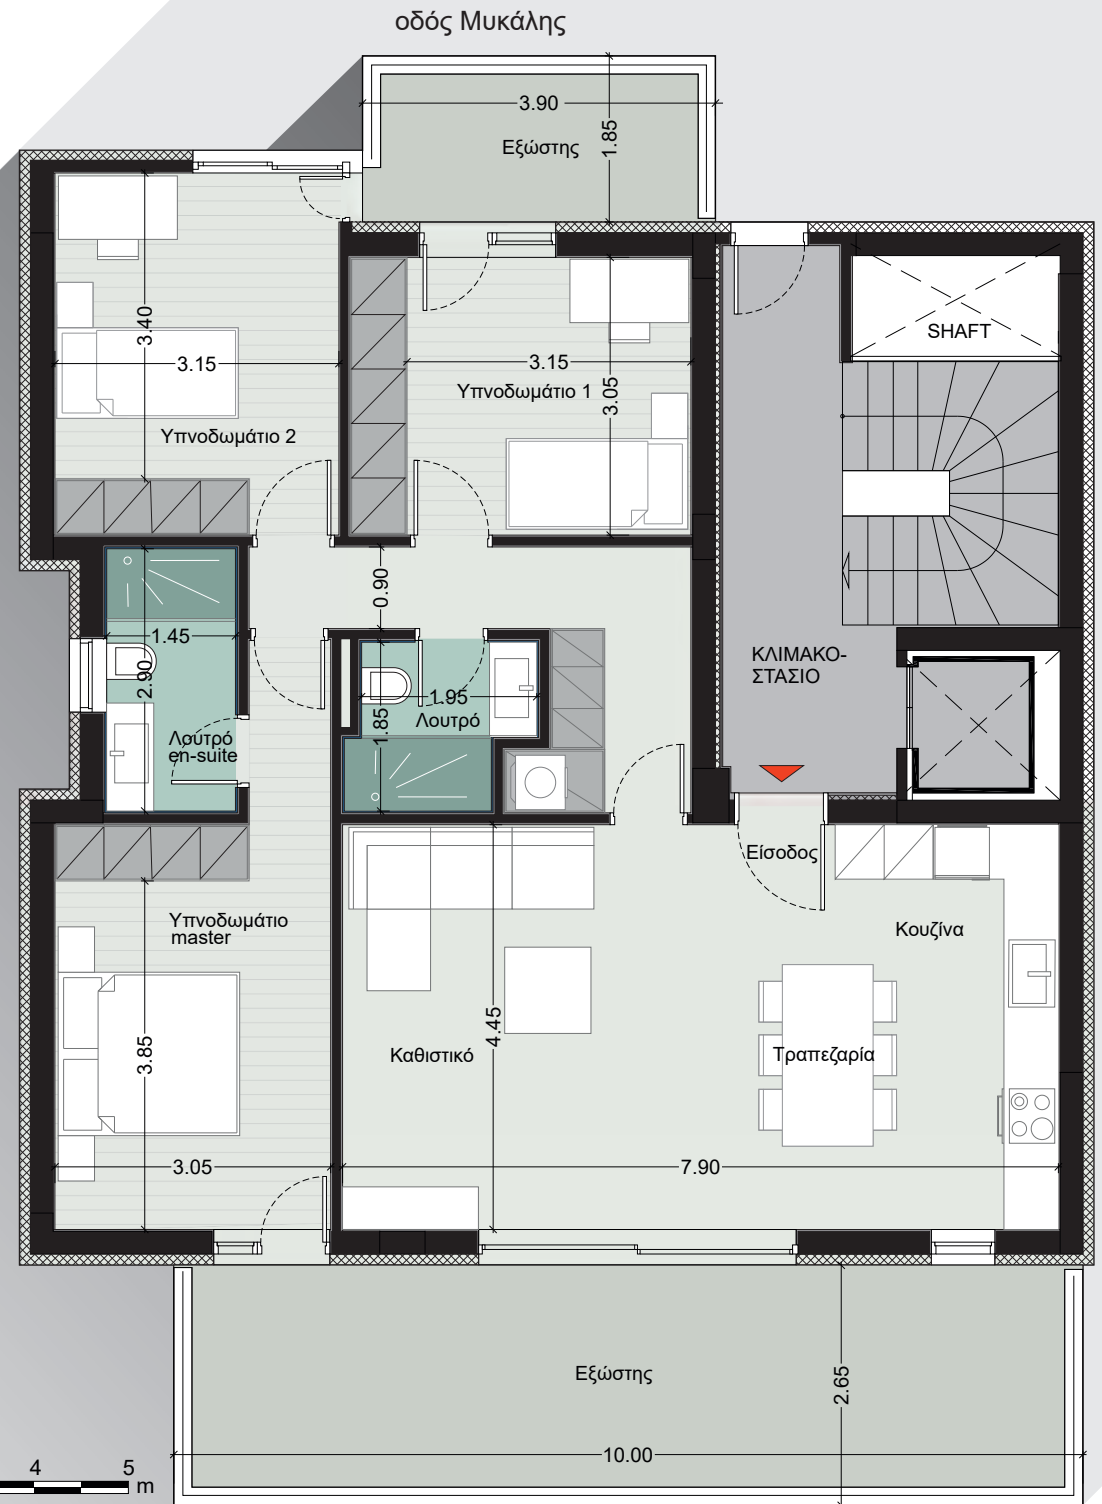 οδός Μυκάλης
3.90
1.85
Εξώστης
3.40
3.15
Υπνοδωμάτιο 2
3.15
Υπνοδωμάτιο 1
3.05
SHAFT
0.90
1.45
2.90
Λουτρό
en-suite
1.95
1.85
Λουτρό
ΚΛΙΜΑΚΟ-
ΣΤΑΣΙΟ
Είσοδος
Υπνοδωμάτιο
master
Κουζίνα
3.85
4.45
Καθιστικό
Τραπεζαρία
3.05
7.90
Εξώστης
2.65
10.00
4 5
m